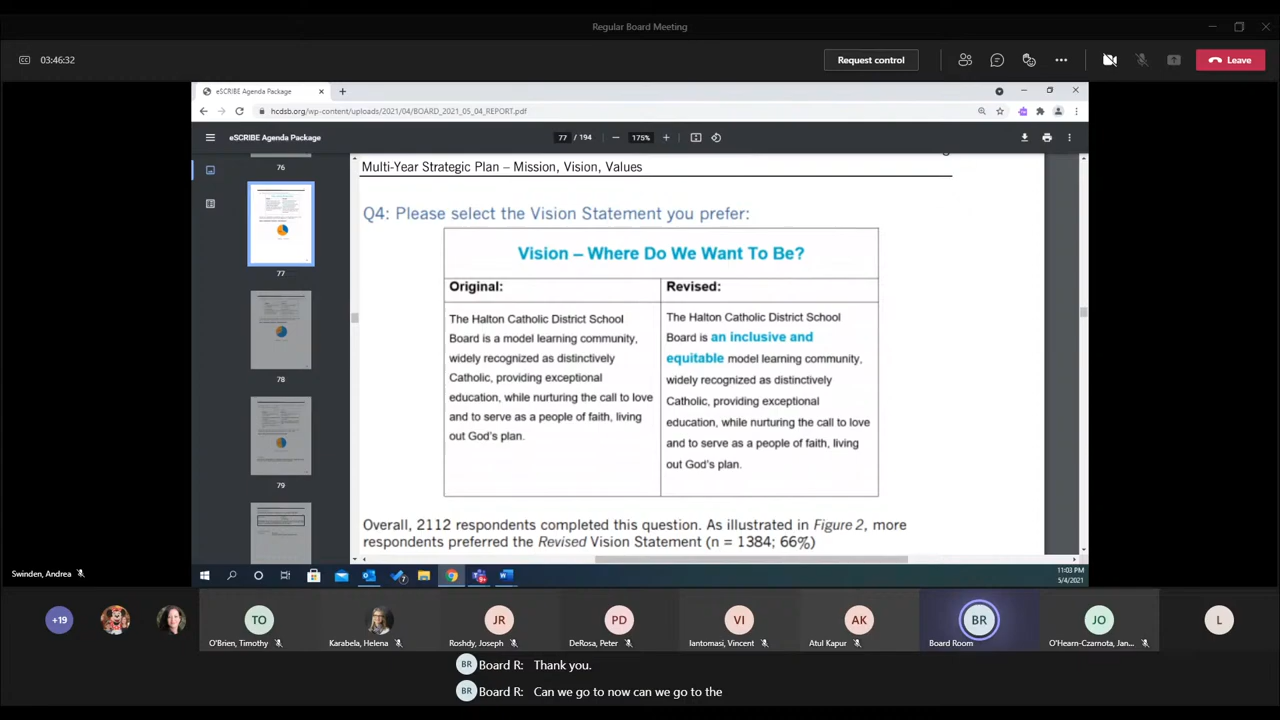 Regular Board Meeting
03:46:32
Request control
Leave
eSCRIBE Agenda Package
hcdsb.org/wp-content/uploads/2021/04/BOARD_2021_05_04_REPORT.pdf
eSCRIBE Agenda Package
77 / 194
175%
76
77
78
79
Multi-Year Strategic Plan – Mission, Vision, Values
Q4: Please select the Vision Statement you prefer:
Vision – Where Do We Want To Be?
Original:
The Halton Catholic District School
Board is a model learning community,
widely recognized as distinctively
Catholic, providing exceptional
education, while nurturing the call to love
and to serve as a people of faith, living
out God's plan.
Revised:
The Halton Catholic District School
Board is an inclusive and
equitable model learning community,
widely recognized as distinctively
Catholic, providing exceptional
education, while nurturing the call to love
and to serve as a people of faith, living
out God's plan.
Overall, 2112 respondents completed this question. As illustrated in Figure 2, more
respondents preferred the Revised Vision Statement (n = 1384; 66%)
11:03 PM
5/4/2021
Swinden, Andrea
+19
TO
O'Brien, Timothy
Karabela, Helena
JR
Roshdy, Joseph
PD
DeRosa, Peter
VI
Iantomasi, Vincent
AK
Atul Kapur
BR
Board Room
JO
O'Hearn-Czarnota, Jan...
L
BR Board R: Thank you.
BR Board R: Can we go to now can we go to the